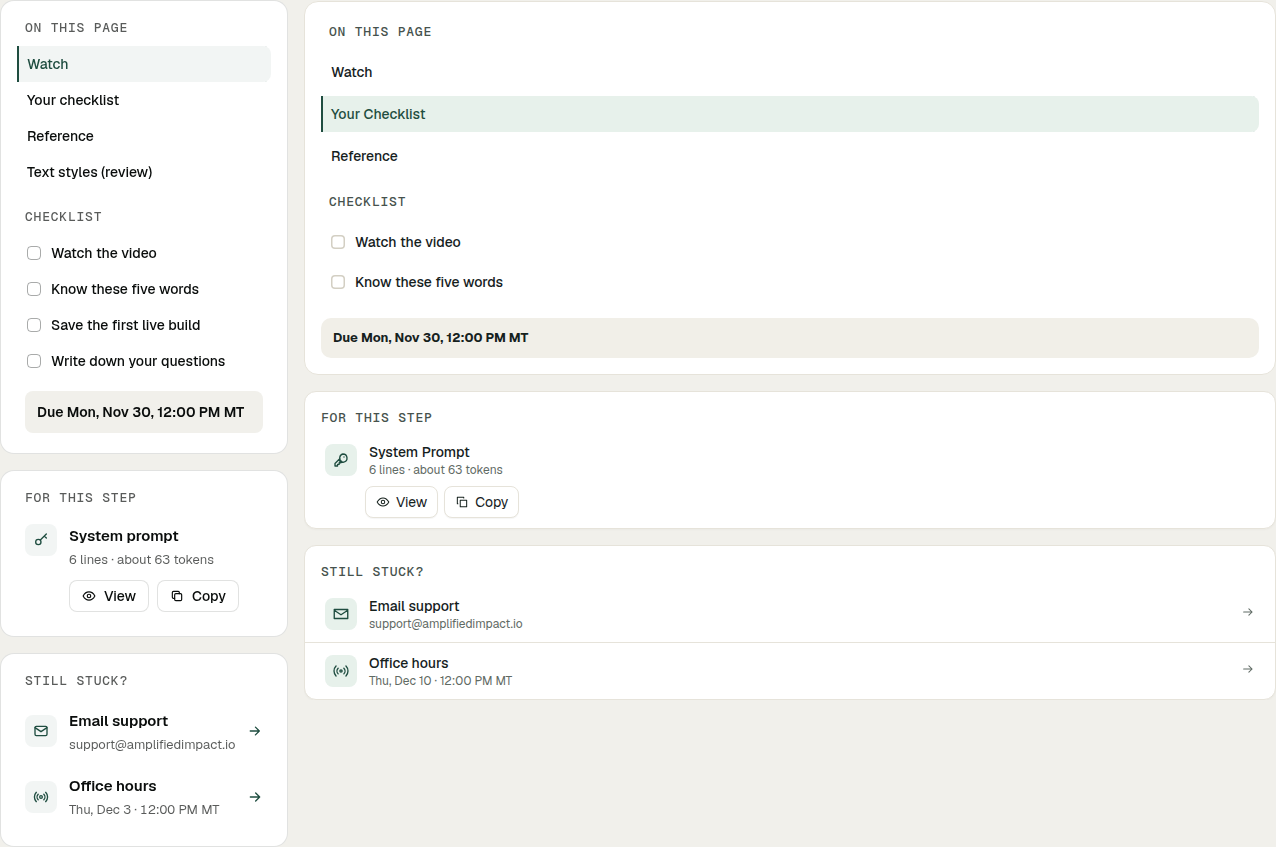 ON THIS PAGE
Watch
Your checklist
Reference
Text styles (review)
CHECKLIST
Watch the video
Know these five words
Save the first live build
Write down your questions
Due Mon, Nov 30, 12:00 PM MT
FOR THIS STEP
System prompt
6 lines · about 63 tokens
View
Copy
STILL STUCK?
Email support
support@amplifiedimpact.io
Office hours
Thu, Dec 3 · 12:00 PM MT
ON THIS PAGE
Watch
Your Checklist
Reference
CHECKLIST
Watch the video
Know these five words
Due Mon, Nov 30, 12:00 PM MT
FOR THIS STEP
System Prompt
6 lines · about 63 tokens
View
Copy
STILL STUCK?
Email support
support@amplifiedimpact.io
Office hours
Thu, Dec 10 · 12:00 PM MT